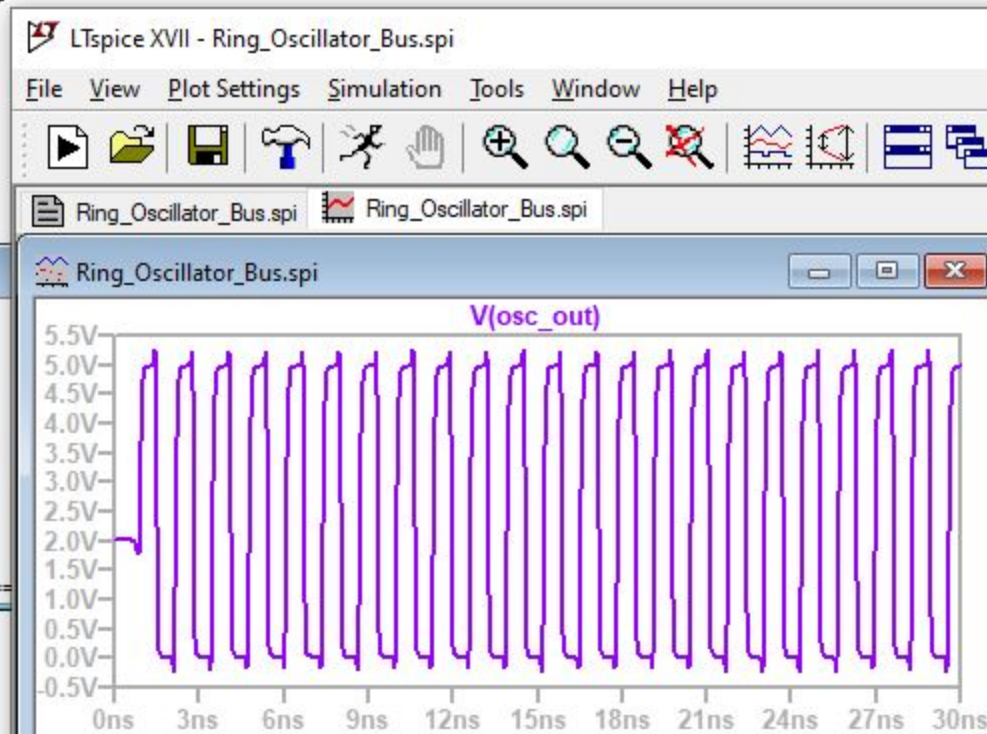 LTspice XVII - Ring_Oscillator_Bus.spi
File View Plot Settings Simulation Tools Window Help
Ring_Oscillator_Bus.spi Ring_Oscillator_Bus.spi
Ring_Oscillator_Bus.spi
V(osc_out)
5.5V
5.0V
4.5V
4.0V
3.5V
3.0V
2.5V
2.0V
1.5V
1.0V
0.5V
0.0V
-0.5V
0ns 3ns 6ns 9ns 12ns 15ns 18ns 21ns 24ns 27ns 30ns